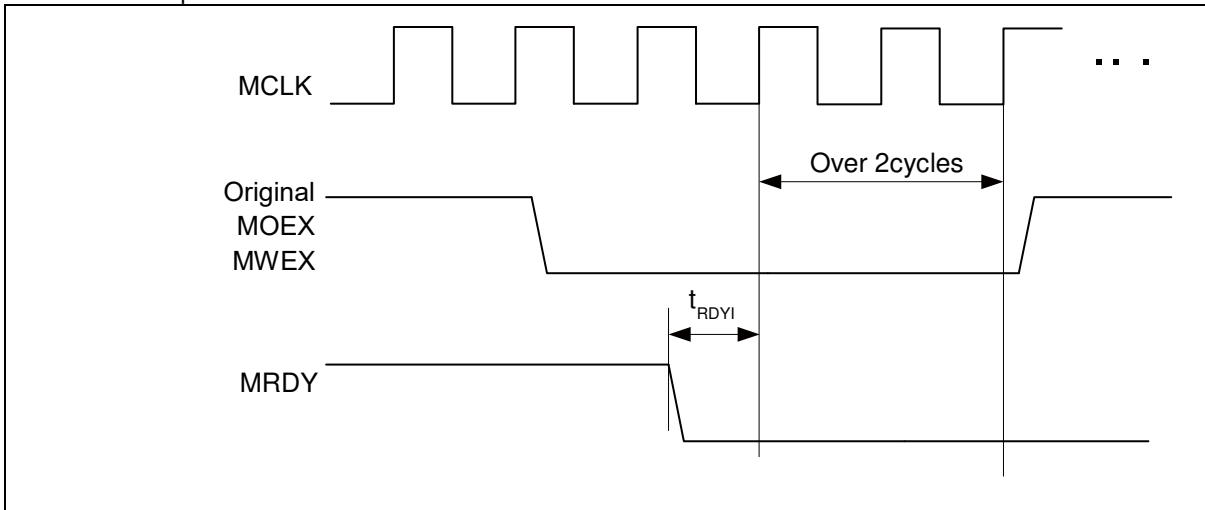 MCLK
Over 2cycles
Original
MOEX
MWEX
tRDYI
MRDY